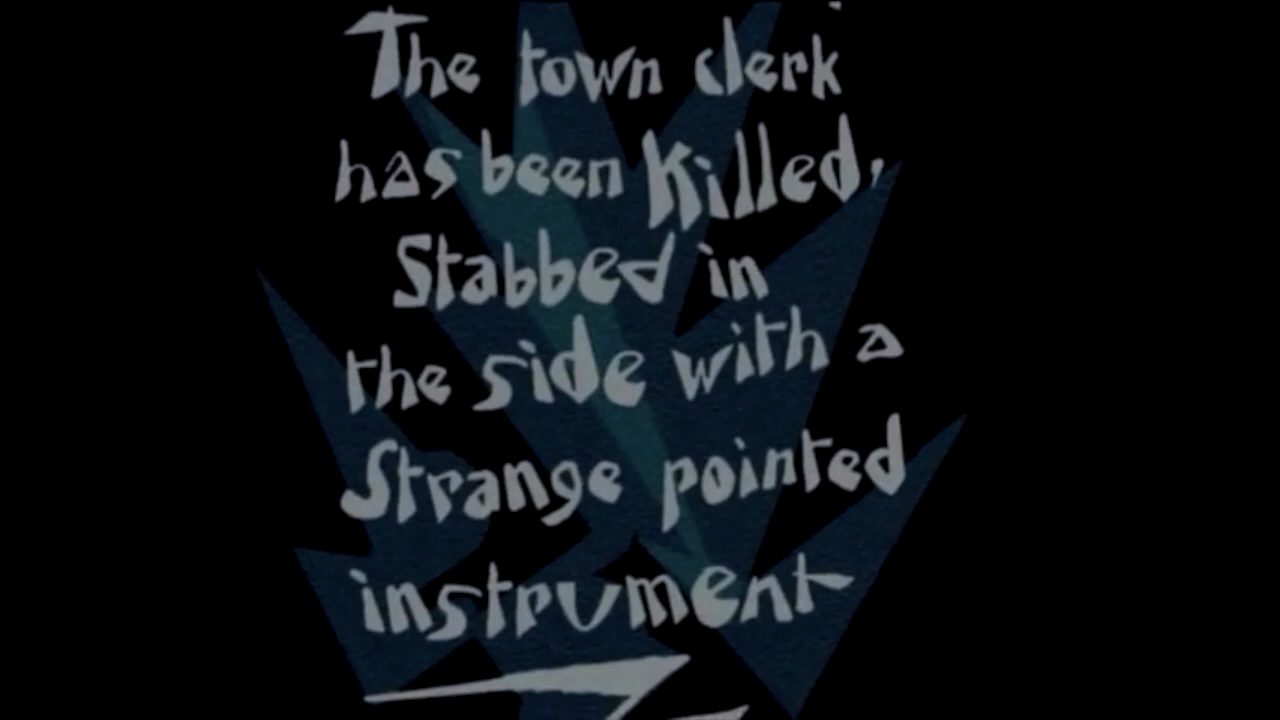 The town clerk
has been Killed,
Stabbed in
the side with a
Strange pointed
instrument